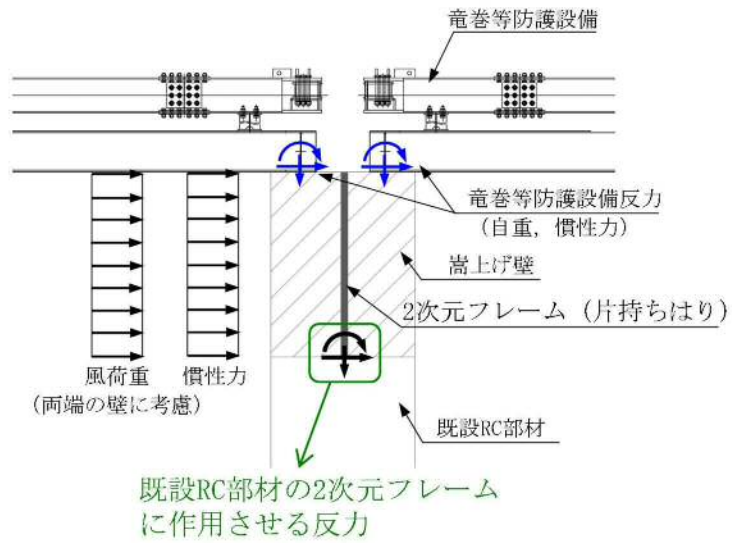 竜巻等防護設備
竜巻等防護設備反力
(自重，慣性力)
嵩上げ壁
2次元フレーム（片持ちはり）
風荷重
慣性力
(両端の壁に考慮)
既設RC部材
既設RC部材の2次元フレーム
に作用させる反力